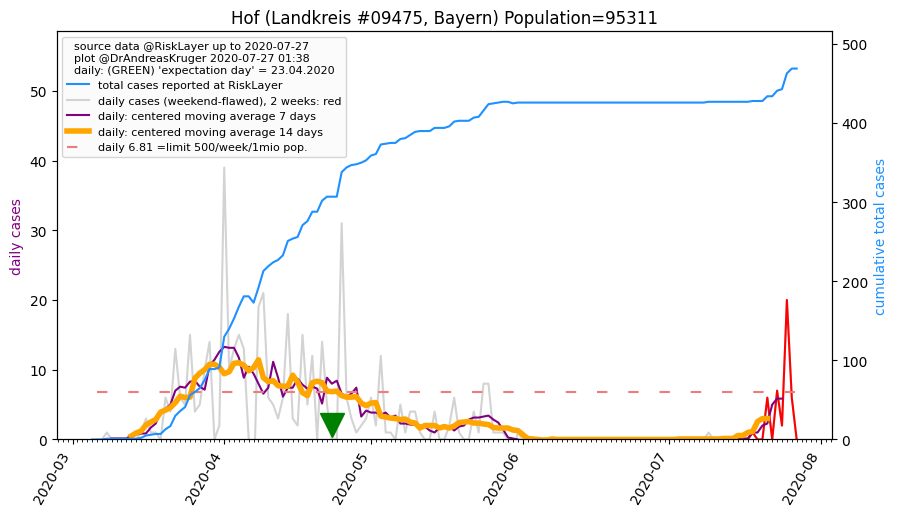 Hof (Landkreis #09475, Bayern) Population=95311
source data @RiskLayer up to 2020-07-27
plot @DrAndreasKruger 2020-07-27 01:38
daily: (GREEN) 'expectation day' = 23.04.2020
total cases reported at RiskLayer
daily cases (weekend-flawed), 2 weeks: red
daily: centered moving average 7 days
daily: centered moving average 14 days
daily 6.81 =limit 500/week/1mio pop.
daily cases
50
40
30
20
10
0
500
400
300
200
100
0
cumulative total cases
2020-03
2020-04
2020-05
2020-06
2020-07
2020-08